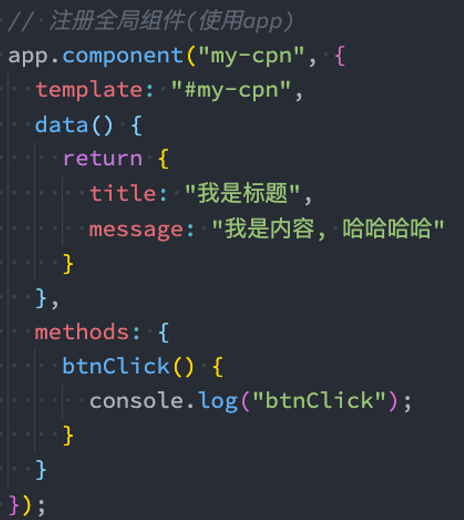 // 注册全局组件(使用app)
app.component("my-cpn", {
  template: "#my-cpn",
  data() {
    return {
      title: "我是标题",
      message: "我是内容, 哈哈哈哈"
    }
  },
  methods: {
    btnClick() {
      console.log("btnClick");
    }
  }
});